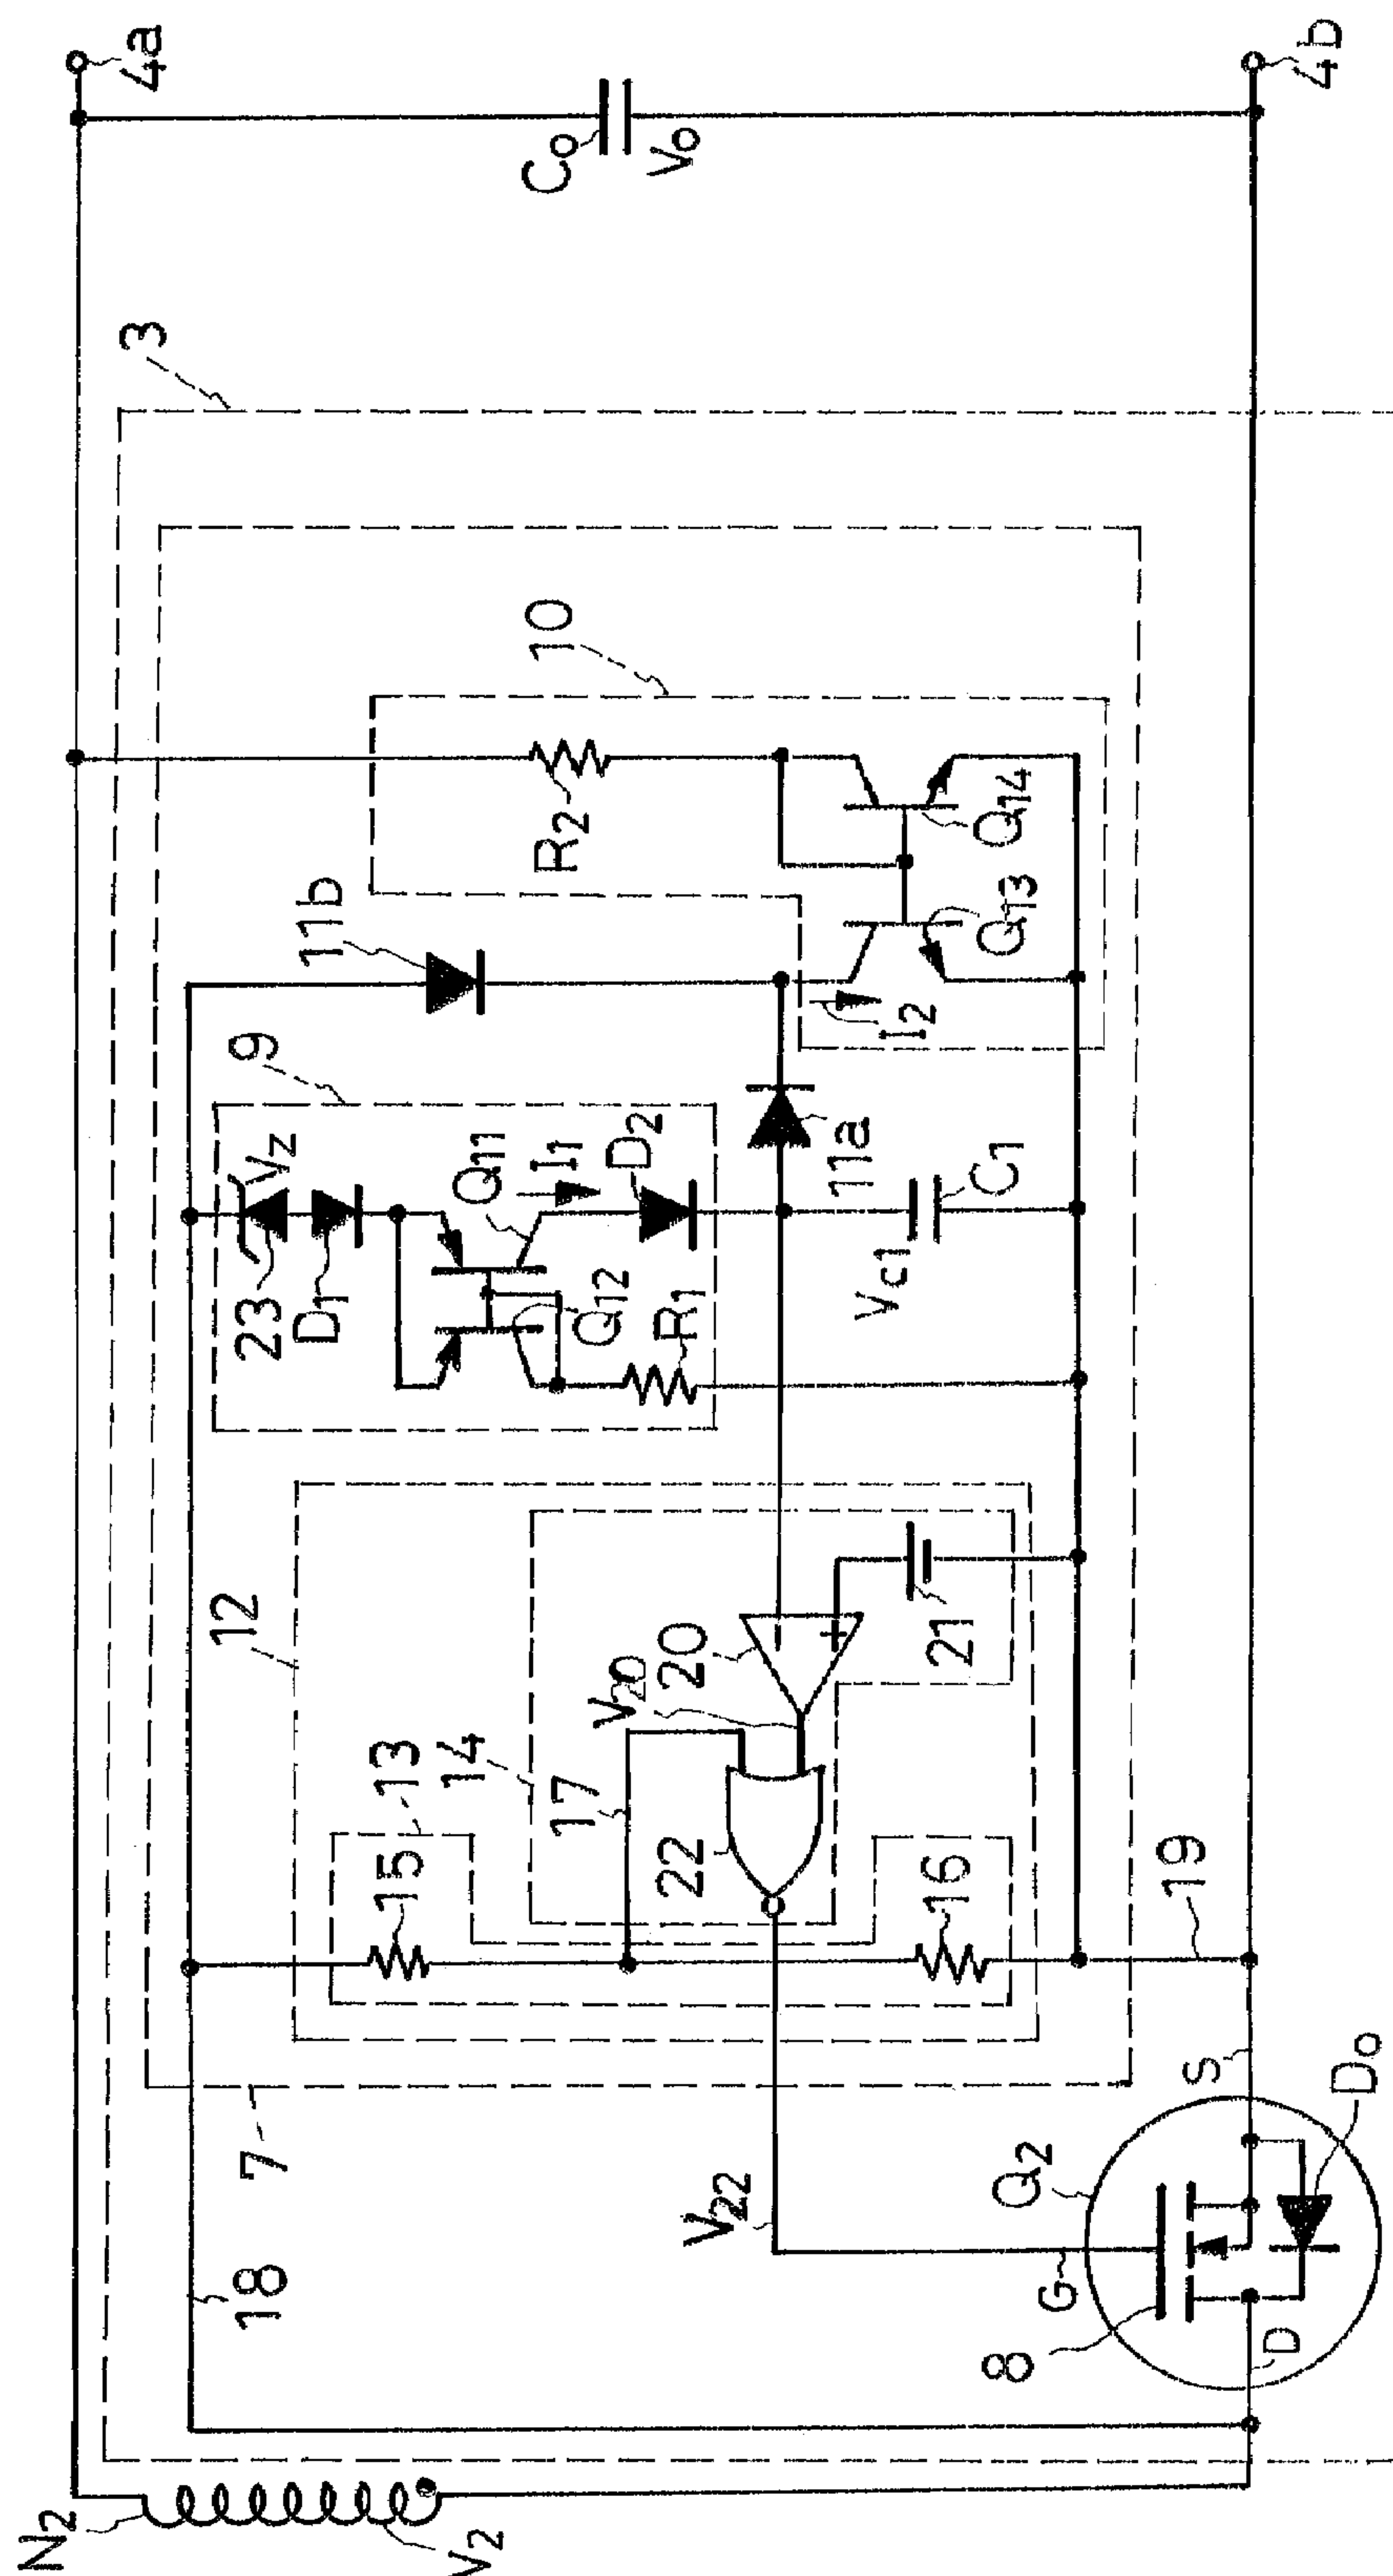 4a
4b
Co
Vo
3
10
R2
Q14
Q13
I2
11b
9
Vz
23
D1
Q11
I1
D2
Q12
R1
11a
C1
Vc1
12
20
V20
21
14
13
17
22
15
16
19
7
18
V22
Q2
S
Do
G
8
D
N2
V2
-
+